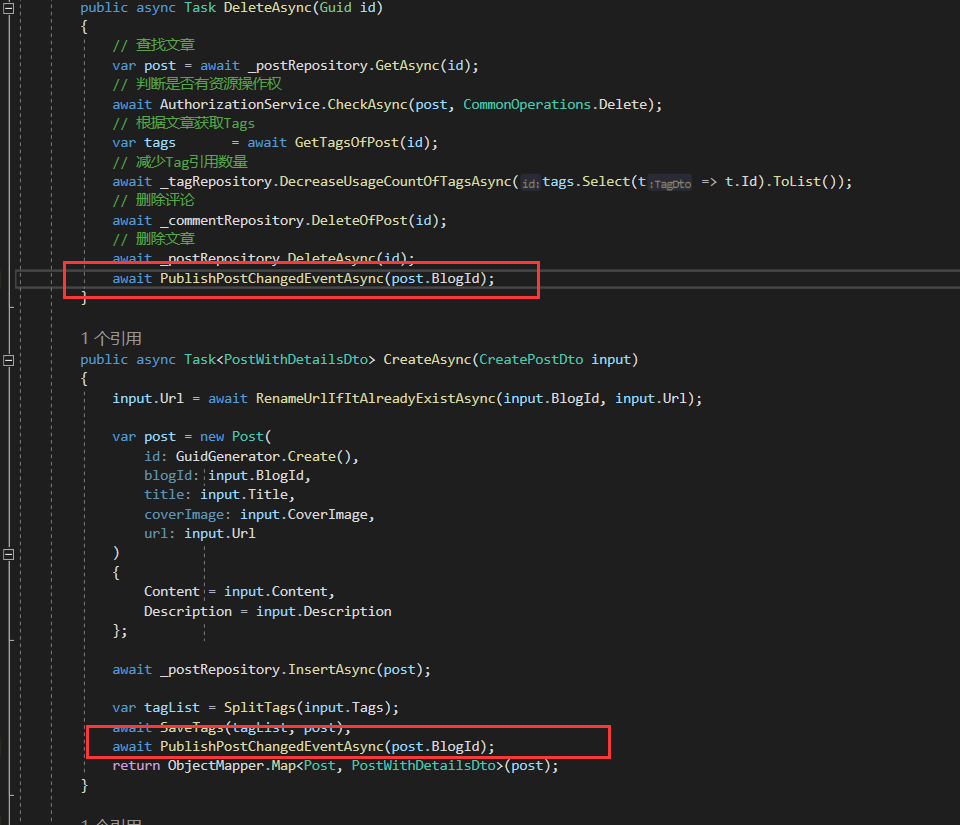 public async Task DeleteAsync(Guid id)
{
// 查找文章
var post = await _postRepository.GetAsync(id);
// 判断是否有资源操作权
await AuthorizationService.CheckAsync(post, CommonOperations.Delete);
// 根据文章获取Tags
var tags = await GetTagsOfPost(id);
// 减少Tag引用数量
await _tagRepository.DecreaseUsageCountOfTagsAsync(id:tags.Select(t:TagDto => t.Id).ToList());
// 删除评论
await _commentRepository.DeleteOfPost(id);
// 删除文章
await _postRepository.DeleteAsync(id);
await PublishPostChangedEventAsync(post.BlogId);
}
1 个引用
public async Task<PostWithDetailsDto> CreateAsync(CreatePostDto input)
{
input.Url = await RenameUrlIfItAlreadyExistAsync(input.BlogId, input.Url);
var post = new Post(
id: GuidGenerator.Create(),
blogId: input.BlogId,
title: input.Title,
coverImage: input.CoverImage,
url: input.Url
)
{
Content = input.Content,
Description = input.Description
};
await _postRepository.InsertAsync(post);
var tagList = SplitTags(input.Tags);
await SaveTags(tagList, post);
await PublishPostChangedEventAsync(post.BlogId);
return ObjectMapper.Map<Post, PostWithDetailsDto>(post);
}
1 个引用